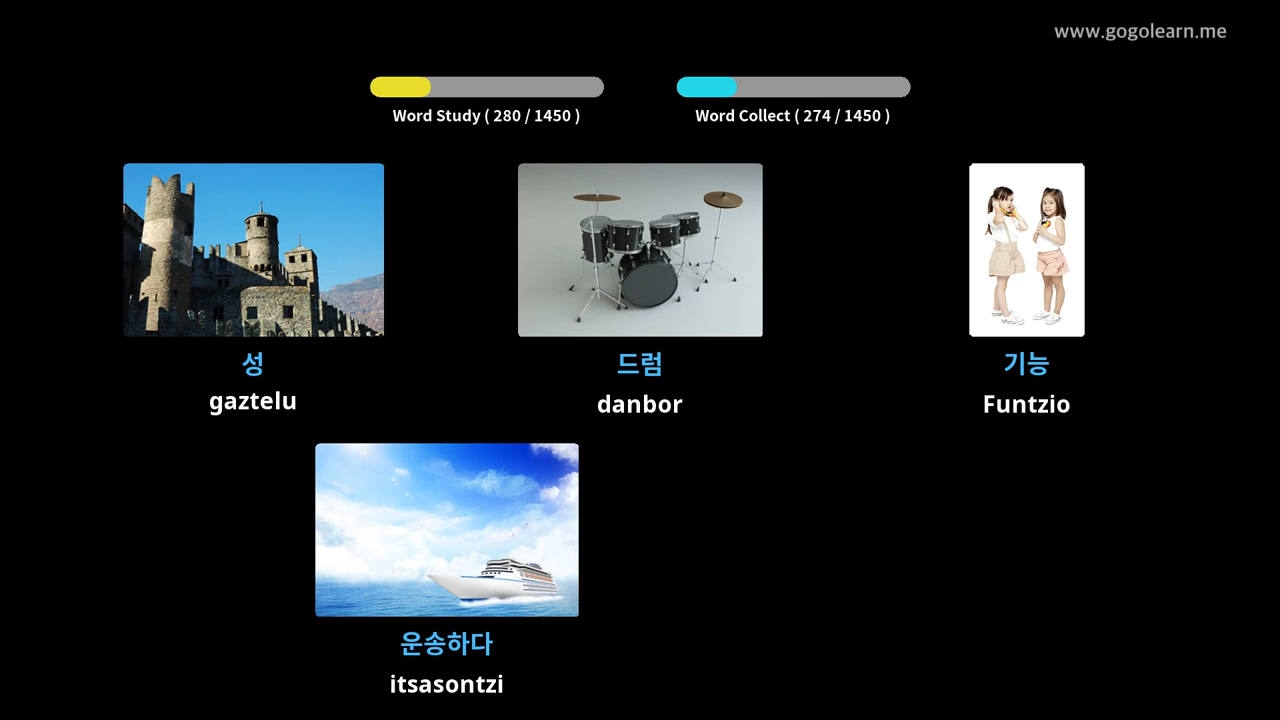 www.gogolearn.me
Word Study ( 280 / 1450 )
Word Collect ( 274 / 1450 )
성
드럼
기능
gaztelu
danbor
Funtzio
운송하다
itsasontzi